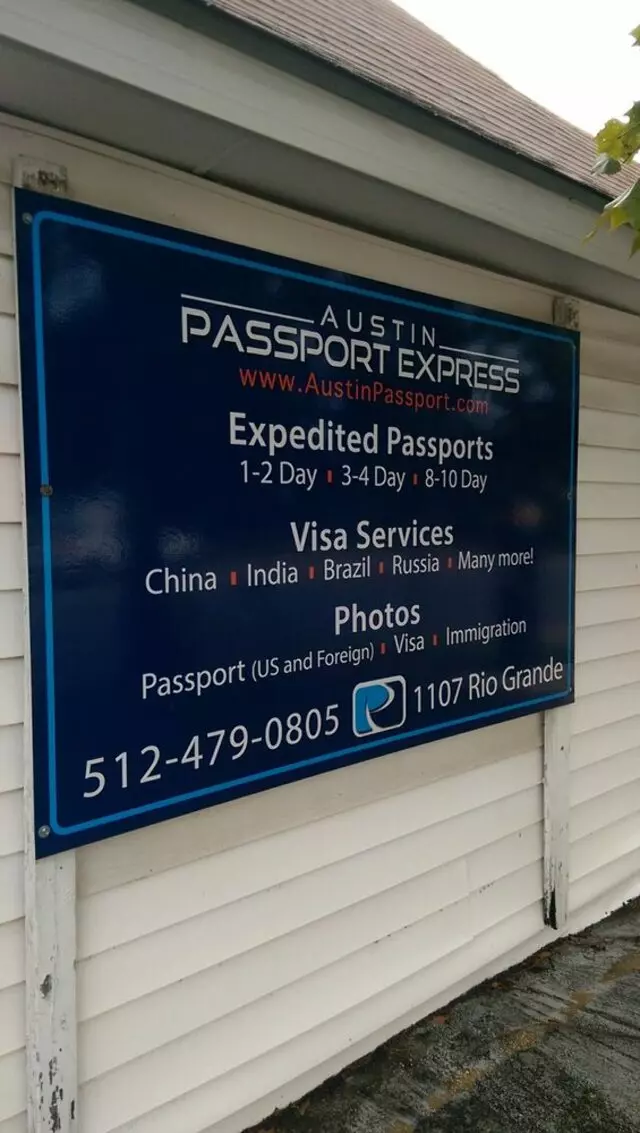 AUSTIN
PASSPORT EXPRESS
www.AustinPassport.com
Expedited Passports
1-2 Day ▪ 3-4 Day ▪ 8-10 Day
Visa Services
China ▪ India ▪ Brazil ▪ Russia ▪ Many more!
Photos
Passport (US and Foreign) ▪ Visa ▪ Immigration
512-479-0805 1107 Rio Grande